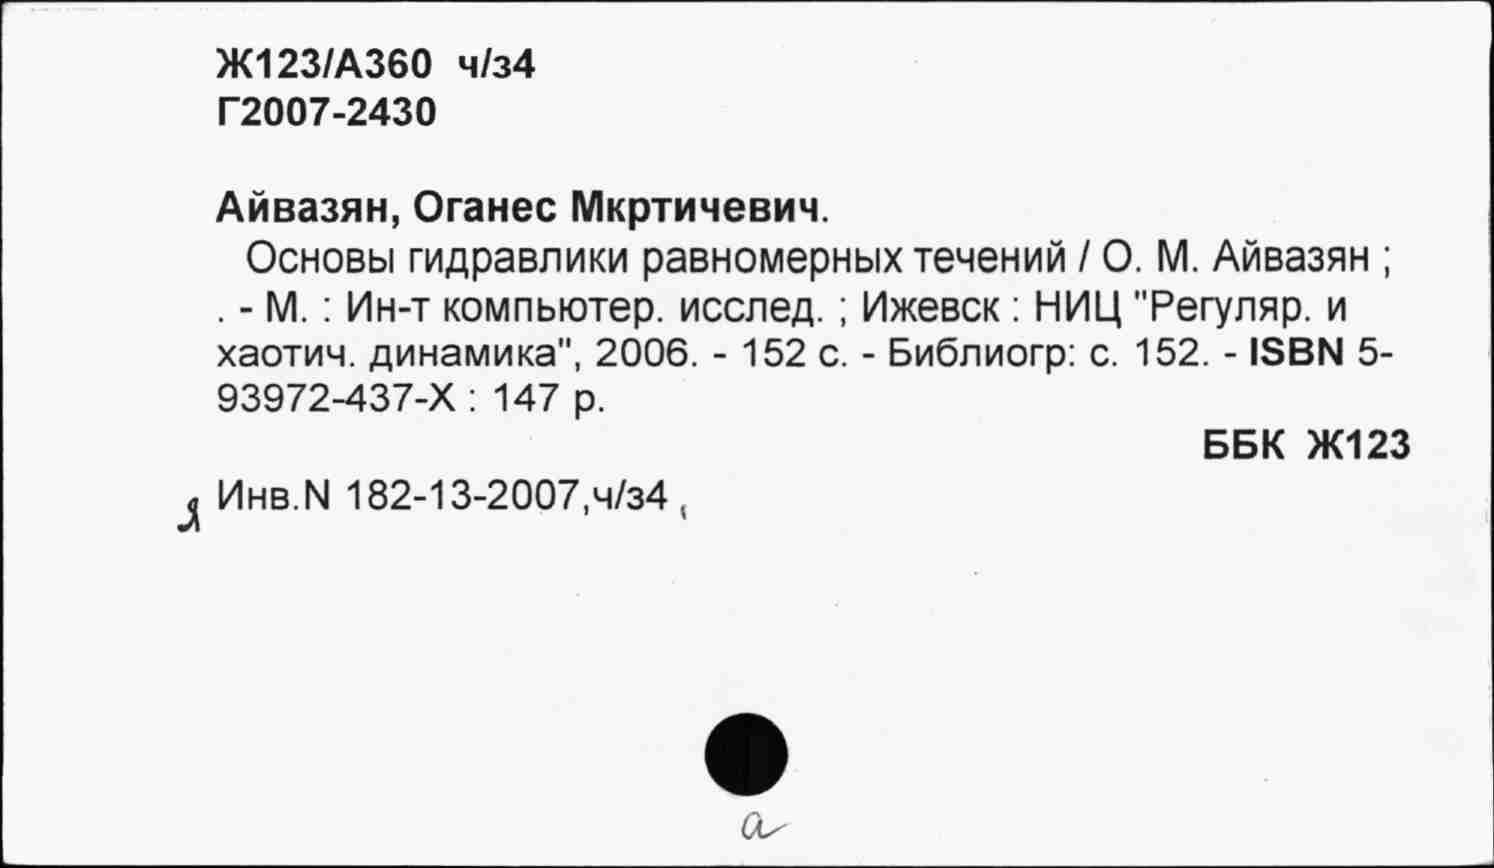 Ж123/А360 ч/з4
Г2007-2430
Айвазян, Оганес Мкртичевич.
Основы гидравлики равномерных течений / О. М. Айвазян ;
. - М. : Ин-т компьютер. исслед. ; Ижевск : НИЦ "Регуляр. и
хаотич. динамика", 2006. - 152 с. - Библиогр: с. 152. - ISBN 5-
93972-437-X : 147 р.
ББК Ж123
Инв.N 182-13-2007,ч/з4
а